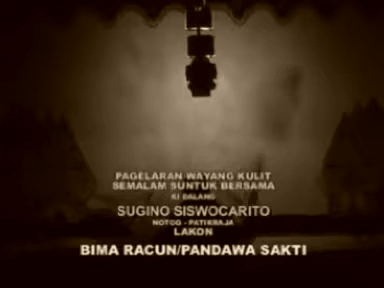 PAGELARAN WAYANG KULIT
SEMALAM SUNTUK BERSAMA
KI DALANG
SUGINO SISWOCARITO
NOTOG - PATIKRAJA
LAKON
BIMA RACUN/PANDAWA SAKTI